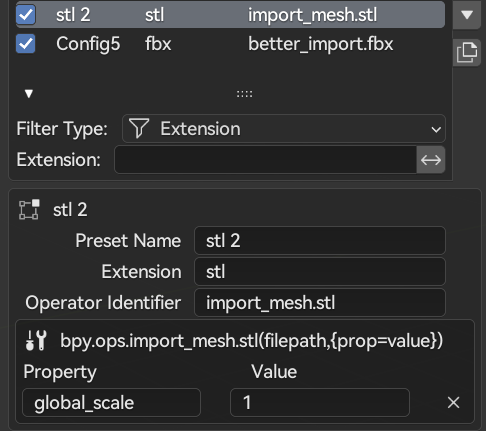 stl 2 stl import_mesh.stl
Config5 fbx better_import.fbx
Filter Type: Extension
Extension:
stl 2
Preset Name stl 2
Extension stl
Operator Identifier import_mesh.stl
bpy.ops.import_mesh.stl(filepath,{prop=value})
Property Value
global_scale 1